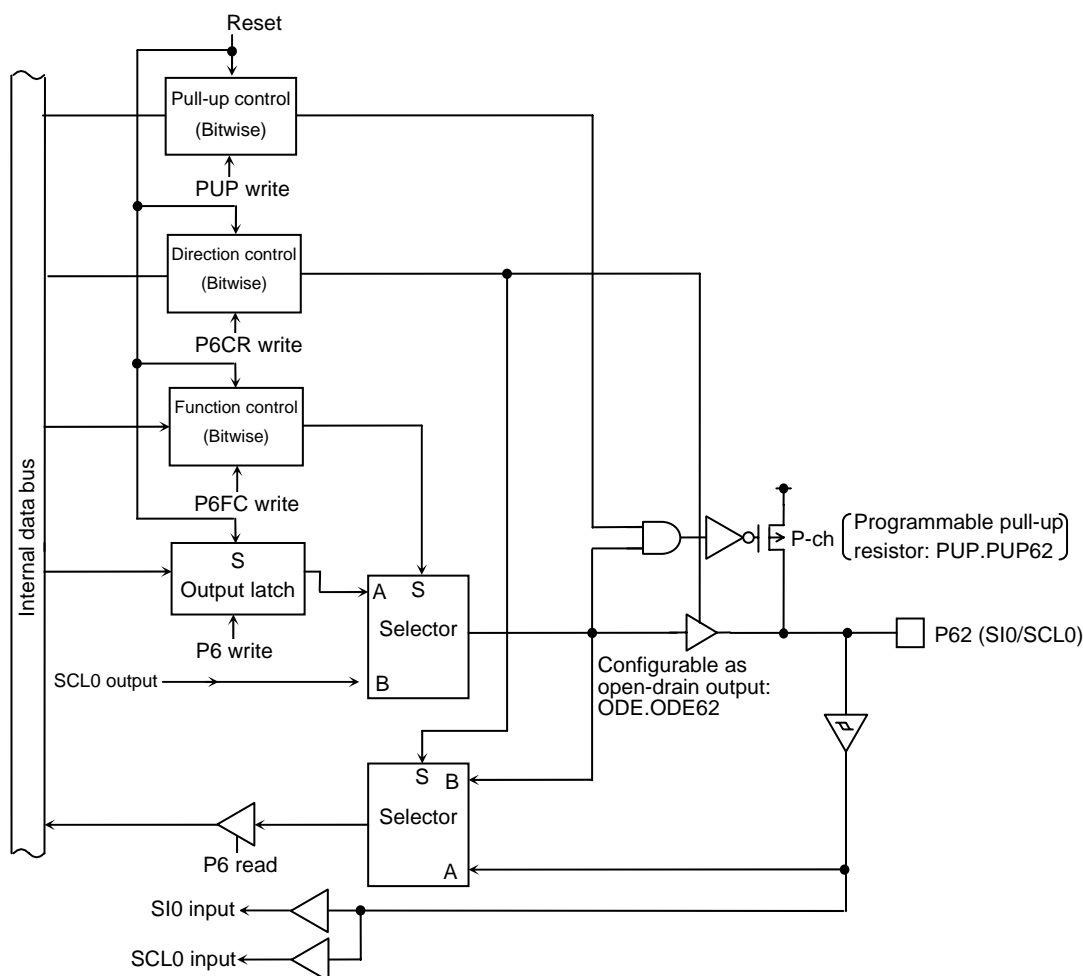 Reset
Pull-up control
(Bitwise)
PUP write
Direction control
(Bitwise)
P6CR write
Function control
(Bitwise)
P6FC write
Internal data bus
S
Output latch
P6 write
SCL0 output
A
S
Selector
B
P-ch
Programmable pull-up
resistor: PUP.PUP62
P62 (SI0/SCL0)
Configurable as
open-drain output:
ODE.ODE62
S
B
Selector
A
P6 read
SI0 input
SCL0 input